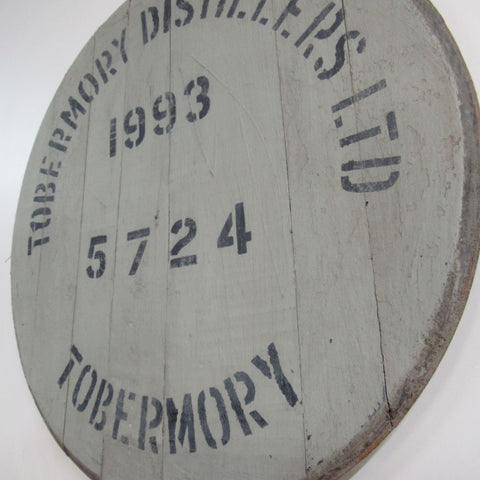 TOBERMORY DISTILLERS LTD
1993
5724
TOBERMORY